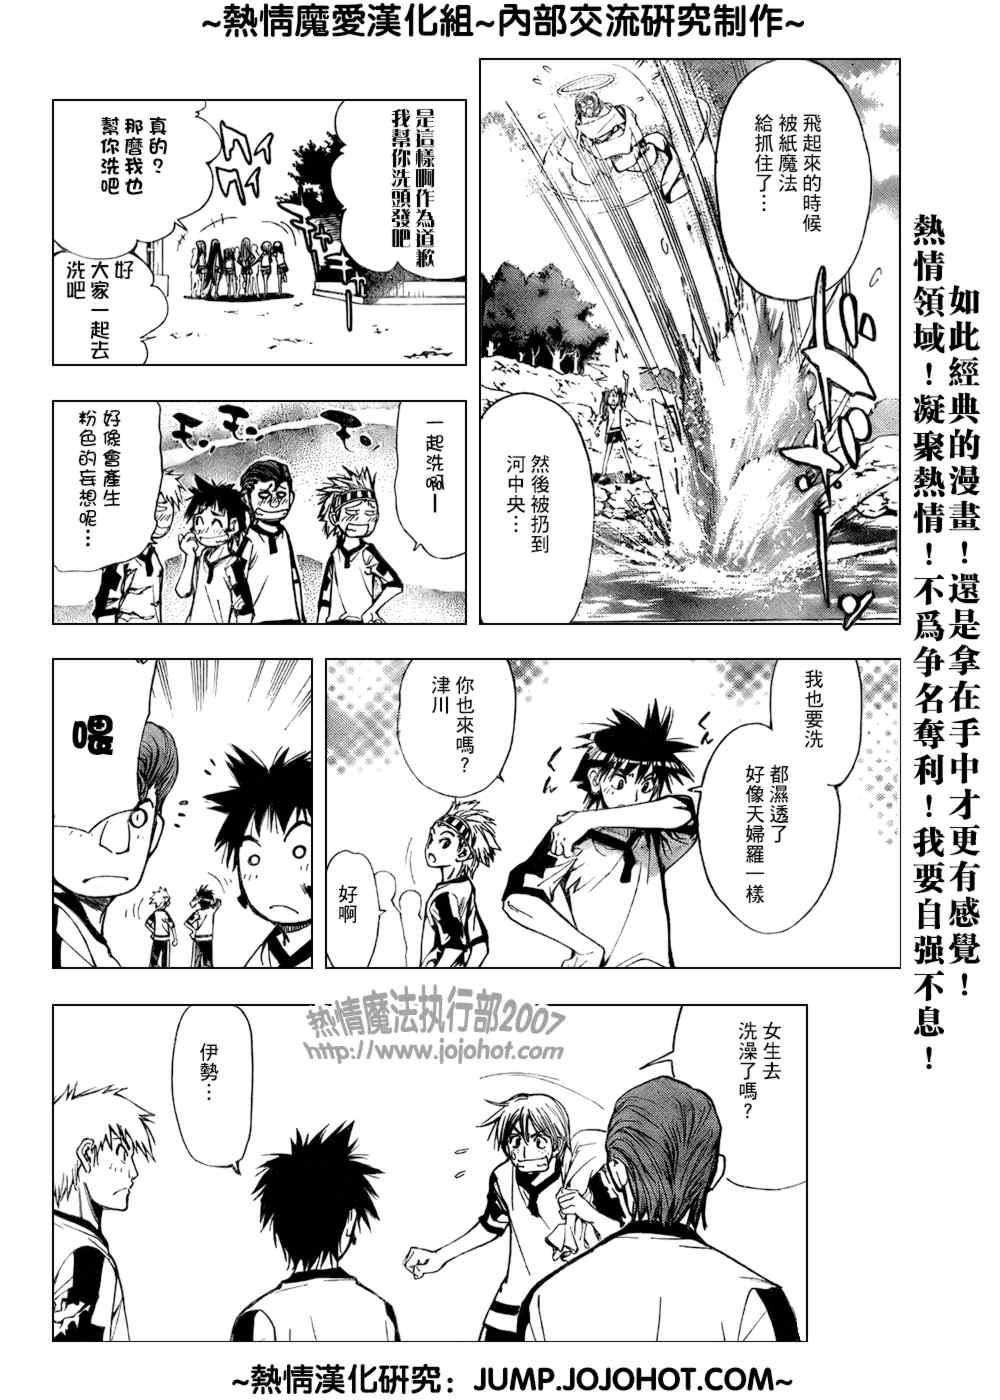 ~熱情魔愛漢化組~內部交流研究制作~
飛起來的時候
被紙魔法
給抓住了…
然後被扔到
河中央…
是這樣啊作為道歉
我幫你洗頭發吧
真的？
那麼我也
幫你洗吧
好
大家一起去
洗吧
一起洗啊—
好像會產生
粉色的妄想呢…
我也要洗
都濕透了
好像天婦羅一樣
你也來嗎？
津川
好啊
喂
女生去
洗澡了嗎？
伊勢…
熱情魔法执行部2007
http://www.jojohot.com
如此經典的漫畫！還是拿在手中才更有感覺！
熱情領域！凝聚熱情！不爲争名奪利！我要自强不息！
~熱情漢化研究：JUMP.JOJOHOT.COM~